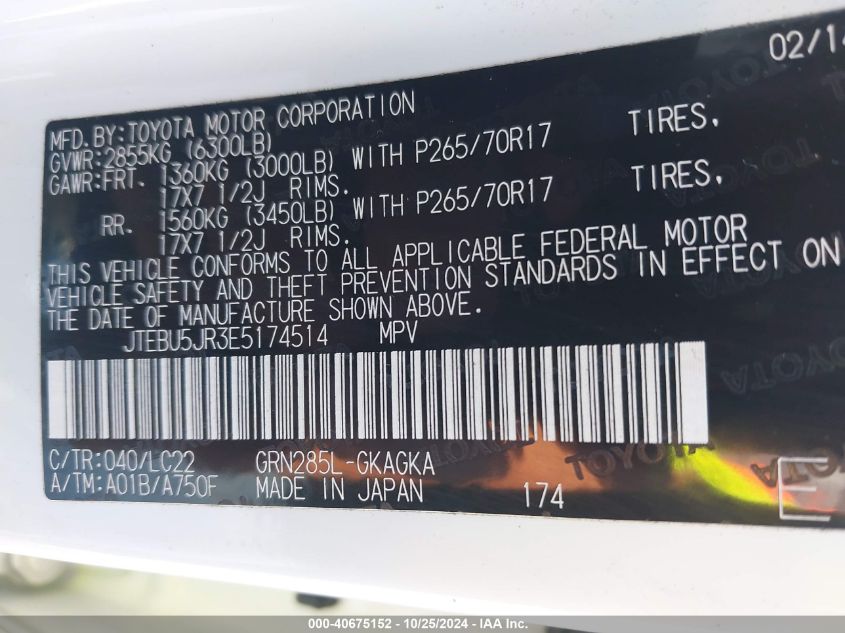 02/14
MFD. BY: TOYOTA MOTOR CORPORATION
GVWR: 2855KG (6300LB)
GAWR: FRT. 1360KG (3000LB) WITH P265/70R17 TIRES,
17X7 1/2J RIMS.
RR. 1560KG (3450LB) WITH P265/70R17 TIRES,
17X7 1/2J RIMS.
THIS VEHICLE CONFORMS TO ALL APPLICABLE FEDERAL MOTOR
VEHICLE SAFETY AND THEFT PREVENTION STANDARDS IN EFFECT ON
THE DATE OF MANUFACTURE SHOWN ABOVE.
JTEBU5JR3E5174514 MPV
C/TR: 040/LC22 GRN285L-GKAGKA
A/TM: A01B/A750F MADE IN JAPAN 174 E
000-40675152 - 10/25/2024 - IAA Inc.